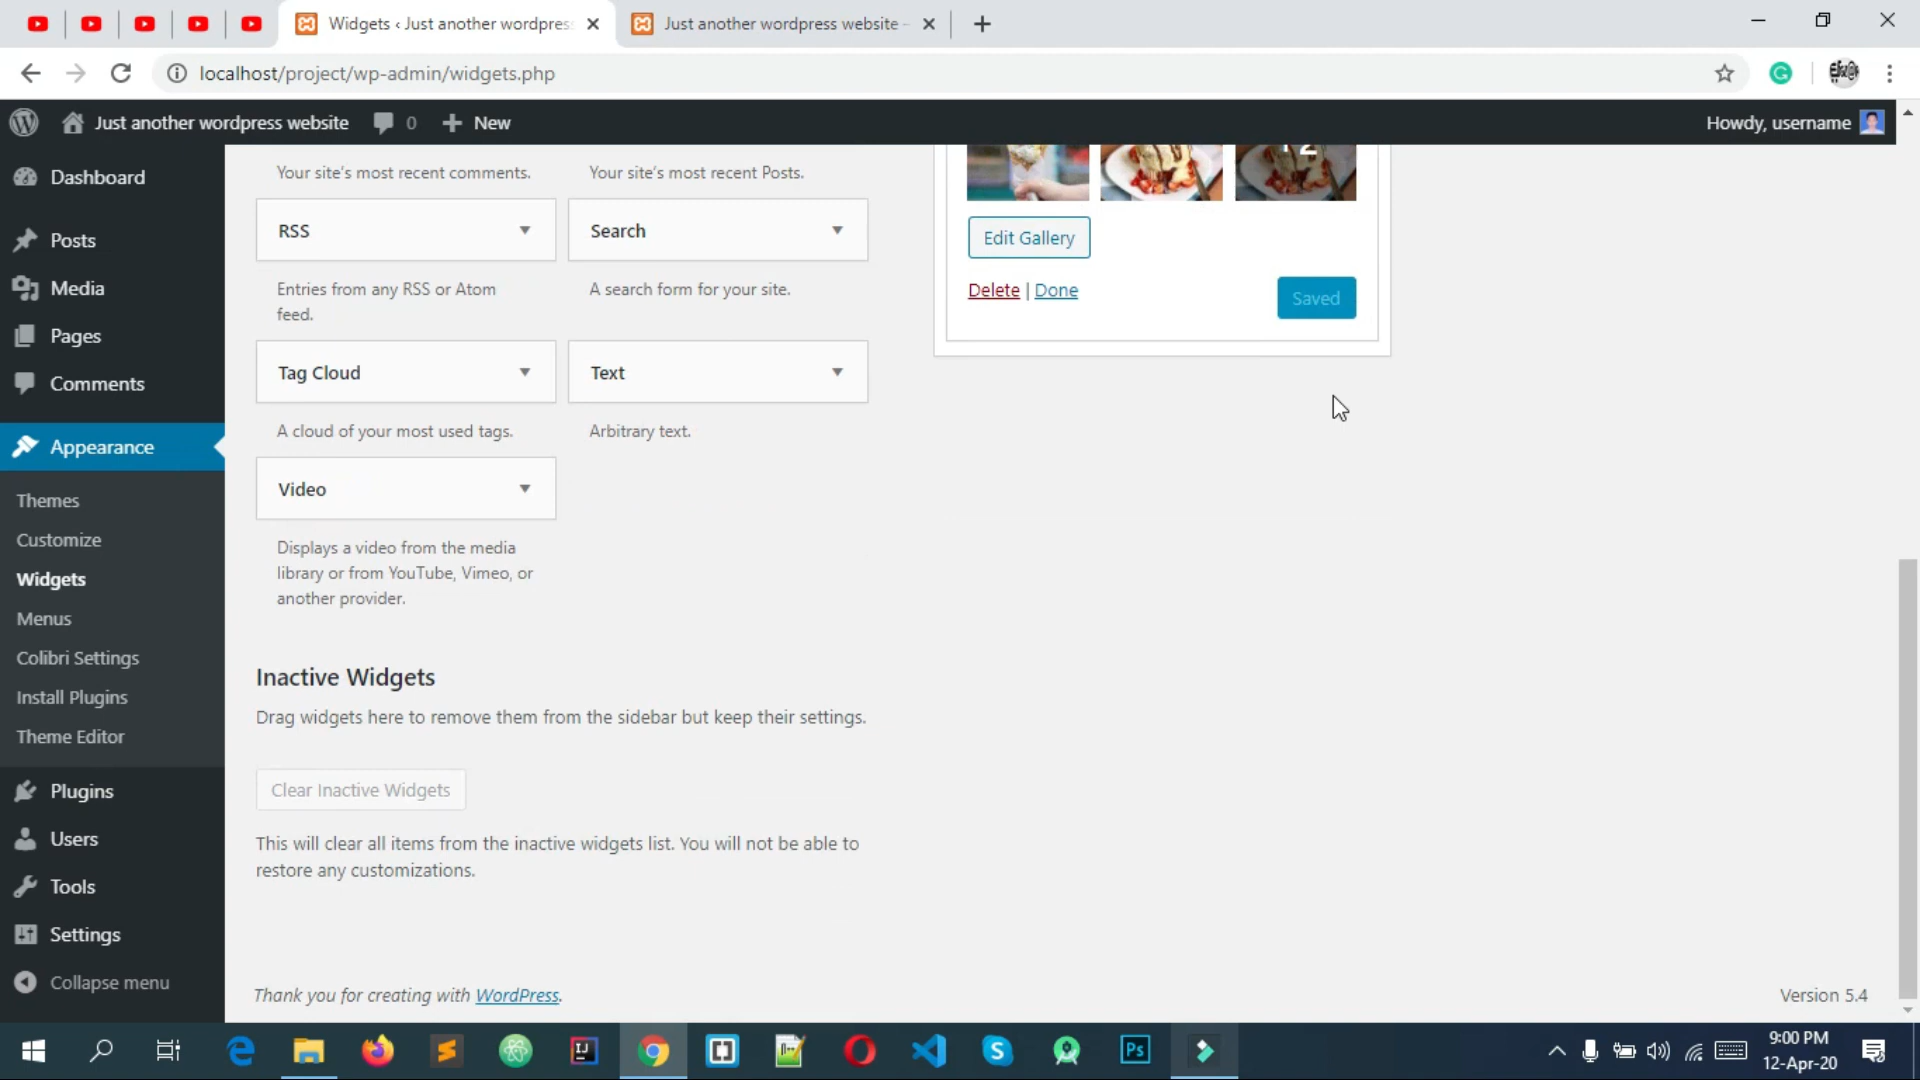 Widgets ‹ Just another wordpress
Just another wordpress website -
localhost/project/wp-admin/widgets.php
Just another wordpress website
0
New
Howdy, username
Dashboard
Posts
Media
Pages
Comments
Appearance
Themes
Customize
Widgets
Menus
Colibri Settings
Install Plugins
Theme Editor
Plugins
Users
Tools
Settings
Collapse menu
Your site's most recent comments.
Your site's most recent Posts.
RSS
Search
Entries from any RSS or Atom
feed.
A search form for your site.
Tag Cloud
Text
A cloud of your most used tags.
Arbitrary text.
Video
Displays a video from the media
library or from YouTube, Vimeo, or
another provider.
Edit Gallery
Delete | Done
Saved
Inactive Widgets
Drag widgets here to remove them from the sidebar but keep their settings.
Clear Inactive Widgets
This will clear all items from the inactive widgets list. You will not be able to
restore any customizations.
Thank you for creating with WordPress.
Version 5.4
Ps
9:00 PM
12-Apr-20